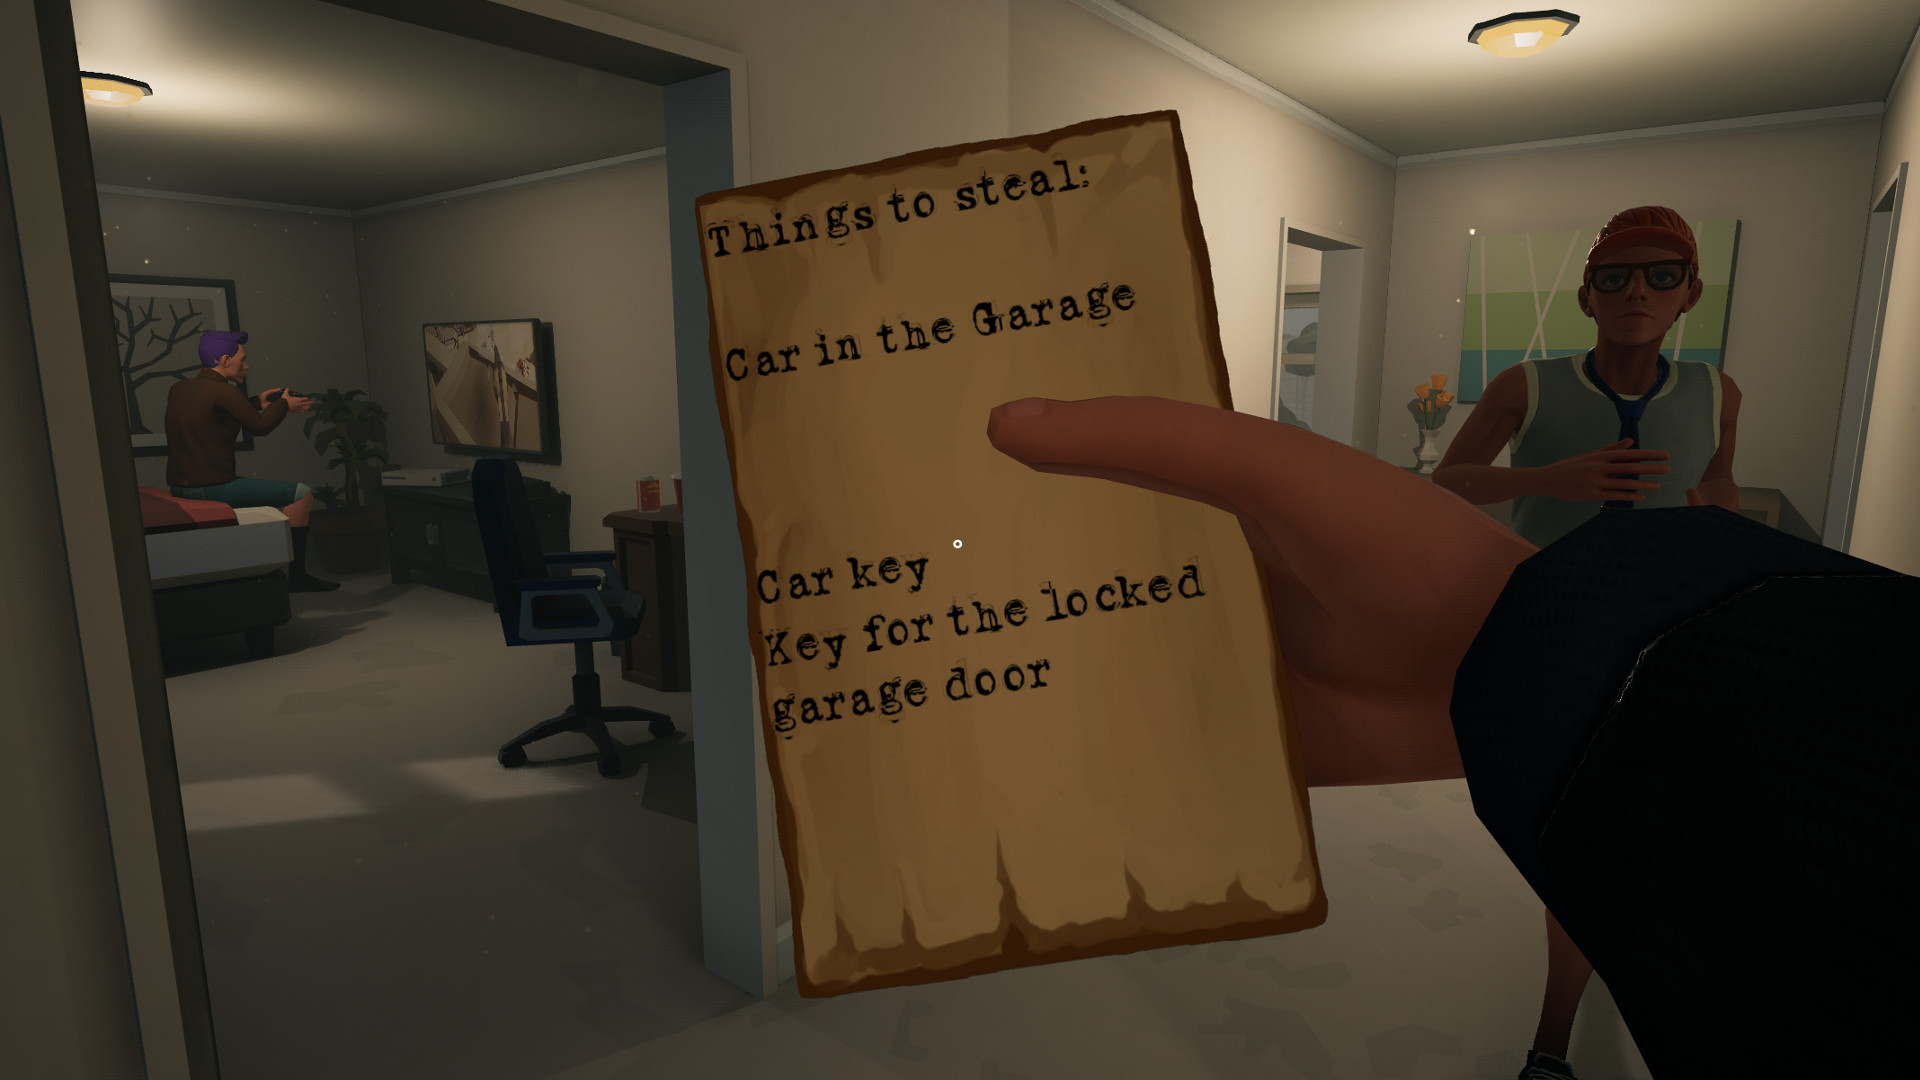 Things to steal:
Car in the Garage
Car key
Key for the locked
garage door